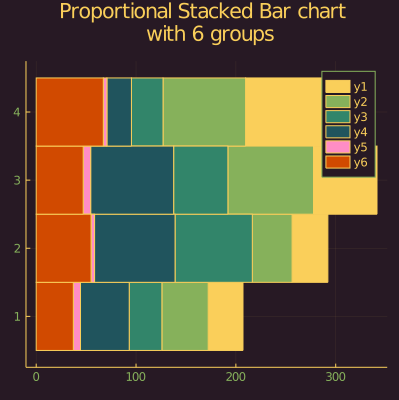 Proportional Stacked Bar chart
with 6 groups
y1
y2
y3
y4
y5
y6
4
3
2
1
0 100 200 300